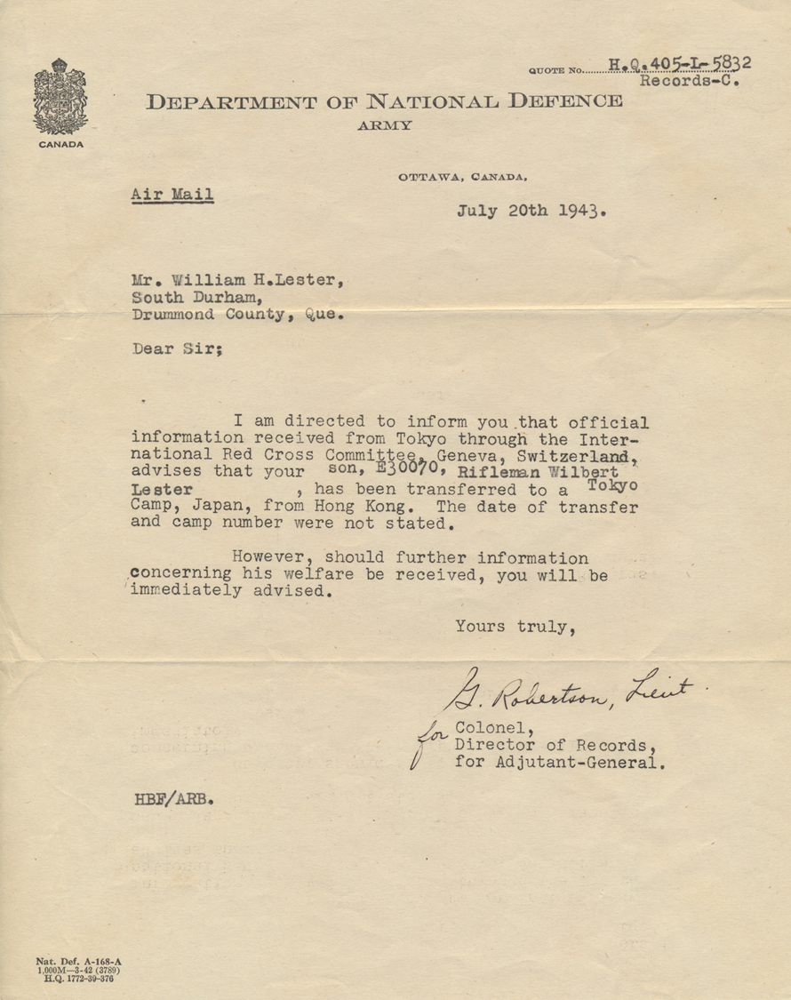 QUOTE NO. H.Q.405-L-5832
Records-C.
CANADA
DEPARTMENT OF NATIONAL DEFENCE
ARMY
OTTAWA, CANADA,
Air Mail
July 20th 1943.
Mr. William H.Lester,
South Durham,
Drummond County, Que.
Dear Sir;
I am directed to inform you that official
information received from Tokyo through the Inter-
national Red Cross Committee, Geneva, Switzerland,
advises that your son, E30070, Rifleman Wilbert
Lester , has been transferred to a Tokyo
Camp, Japan, from Hong Kong. The date of transfer
and camp number were not stated.
However, should further information
concerning his welfare be received, you will be
immediately advised.
Yours truly,
G. Robertson, Lieut.
for Colonel,
Director of Records,
for Adjutant-General.
HBF/ARB.
Nat. Def. A-168-A
1,000M—3-42 (3789)
H.Q. 1772-39-376